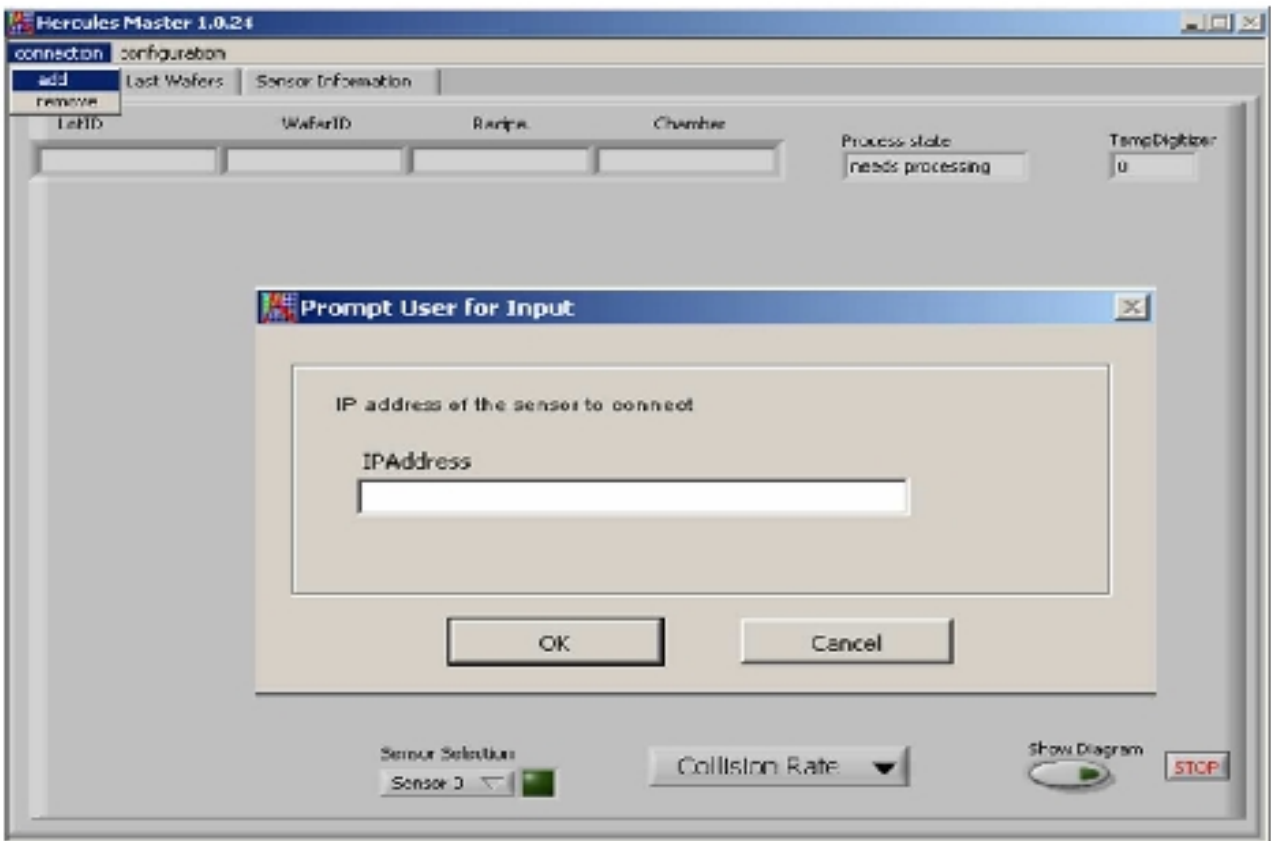 Hercules Master 1.0.24
connection configuration
add Last Wafers Sensor Information
remove
LotID WaferID Recipe Chamber
Process state TempDigitizer
needs processing 0
Prompt User for Input
IP address of the sensor to connect
IPAddress
OK Cancel
Sensor Selection Collision Rate Show Diagram
Sensor 0 STOP